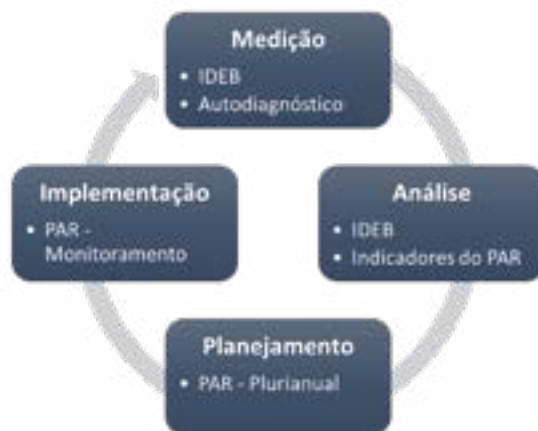 Medição
• IDEB
• Autodiagnóstico
Análise
• IDEB
• Indicadores do PAR
Planejamento
• PAR - Plurianual
Implementação
• PAR -
Monitoramento